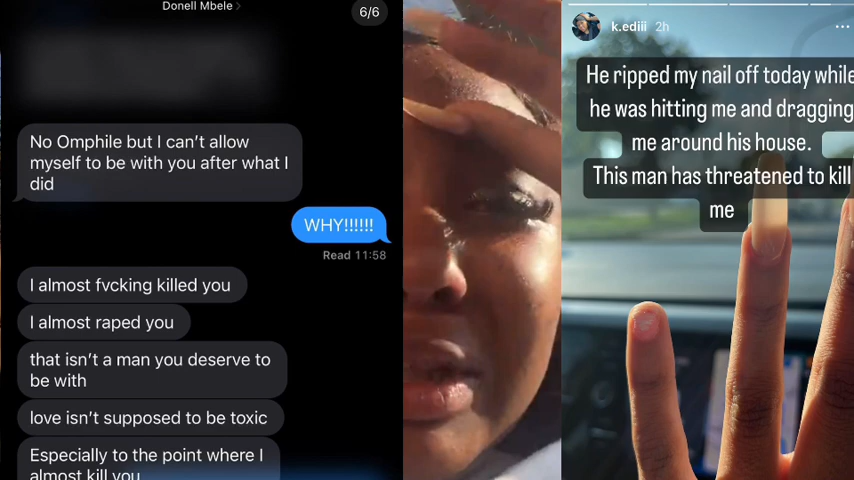 Donell Mbele
6/6
No Omphile but I can't allow
myself to be with you after what I
did
WHY!!!!!!
Read 11:58
I almost fvcking killed you
I almost raped you
that isn't a man you deserve to
be with
love isn't supposed to be toxic
Especially to the point where I
almost kill you
k.ediii 2h
He ripped my nail off today while
he was hitting me and dragging
me around his house.
This man has threatened to kill
me